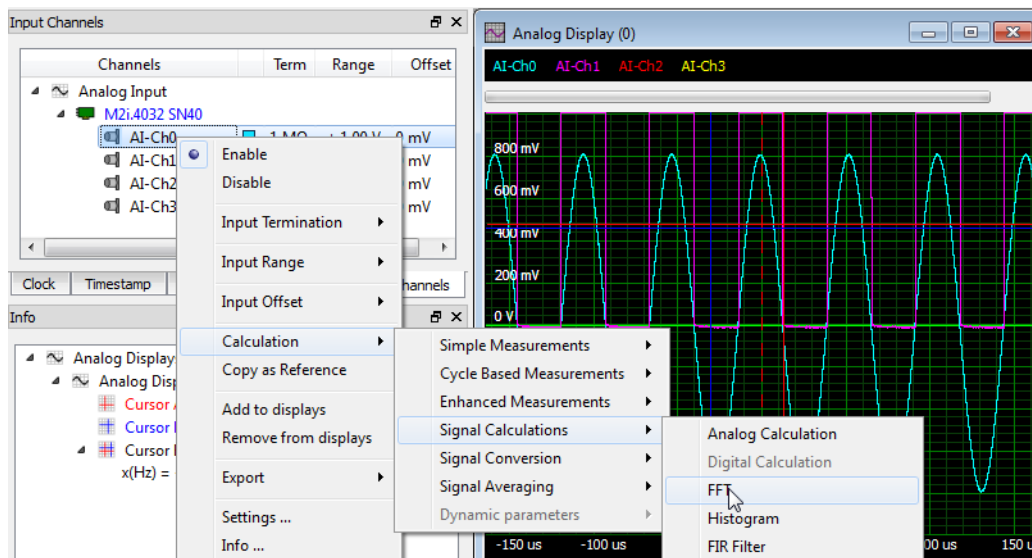 Input Channels
Channels Term Range Offset
Analog Input
M2i.4032 SN40
AI-Ch0 1 MΩ ± 1.00 V 0 mV
AI-Ch1 mV
AI-Ch2 mV
AI-Ch3 mV
Clock Timestamp hannels
Info
Analog Display
Analog Disp
Cursor
Cursor
Cursor
x(Hz) =
Enable
Disable
Input Termination
Input Range
Input Offset
Calculation
Copy as Reference
Add to displays
Remove from displays
Export
Settings ...
Info ...
Simple Measurements
Cycle Based Measurements
Enhanced Measurements
Signal Calculations
Signal Conversion
Signal Averaging
Dynamic parameters
Analog Calculation
Digital Calculation
FFT
Histogram
FIR Filter
Analog Display (0)
AI-Ch0 AI-Ch1 AI-Ch2 AI-Ch3
800 mV
600 mV
400 mV
200 mV
0 V
-150 us -100 us 00 us 150